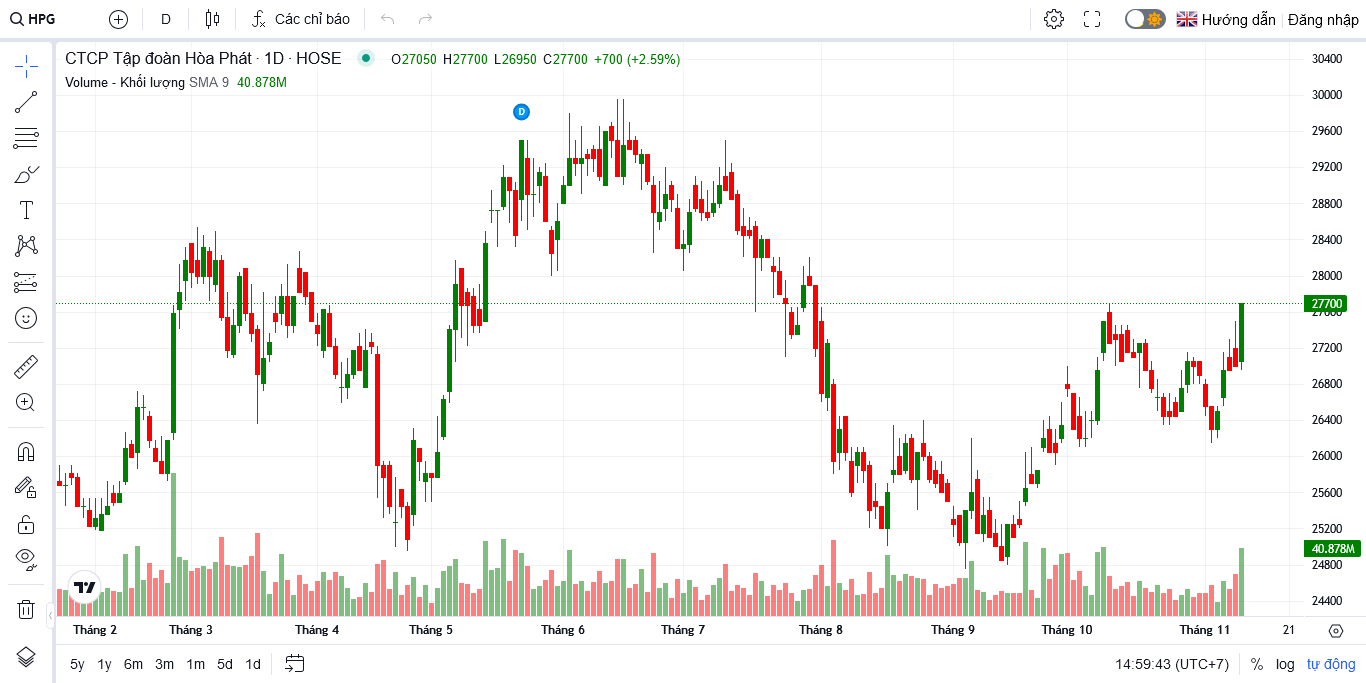 HPG D Các chỉ báo Hướng dẫn Đăng nhập
CTCP Tập đoàn Hòa Phát · 1D · HOSE O27050 H27700 L26950 C27700 +700 (+2.59%)
Volume - Khối lượng SMA 9 40.878M
D
30400
30000
29600
29200
28800
28400
28000
27700
27600
27200
26800
26400
26000
25600
25200
40.878M
24800
24400
Tháng 2 Tháng 3 Tháng 4 Tháng 5 Tháng 6 Tháng 7 Tháng 8 Tháng 9 Tháng 10 Tháng 11 21
5y 1y 6m 3m 1m 5d 1d 14:59:43 (UTC+7) % log tự động